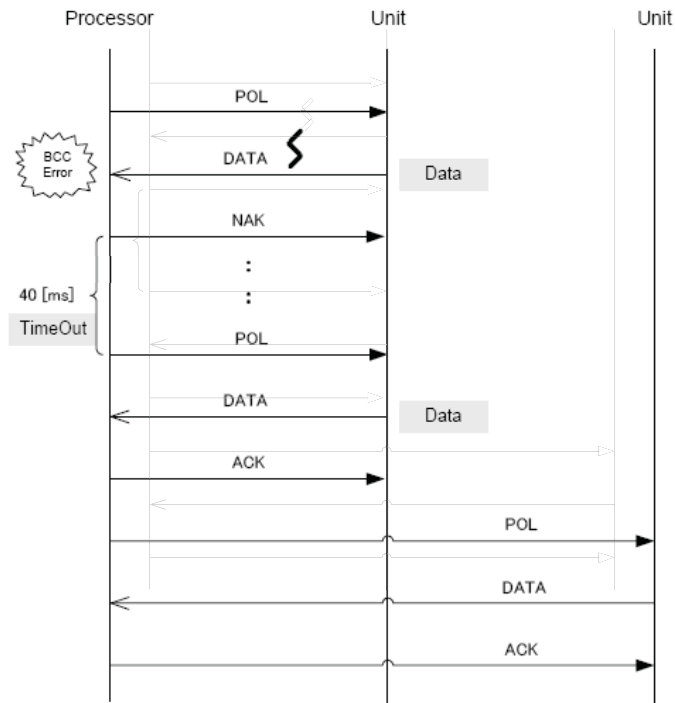 Processor Unit Unit
POL
BCC
Error
DATA
Data
NAK
:
:
40 [ms]
TimeOut
POL
DATA
Data
ACK
POL
DATA
ACK